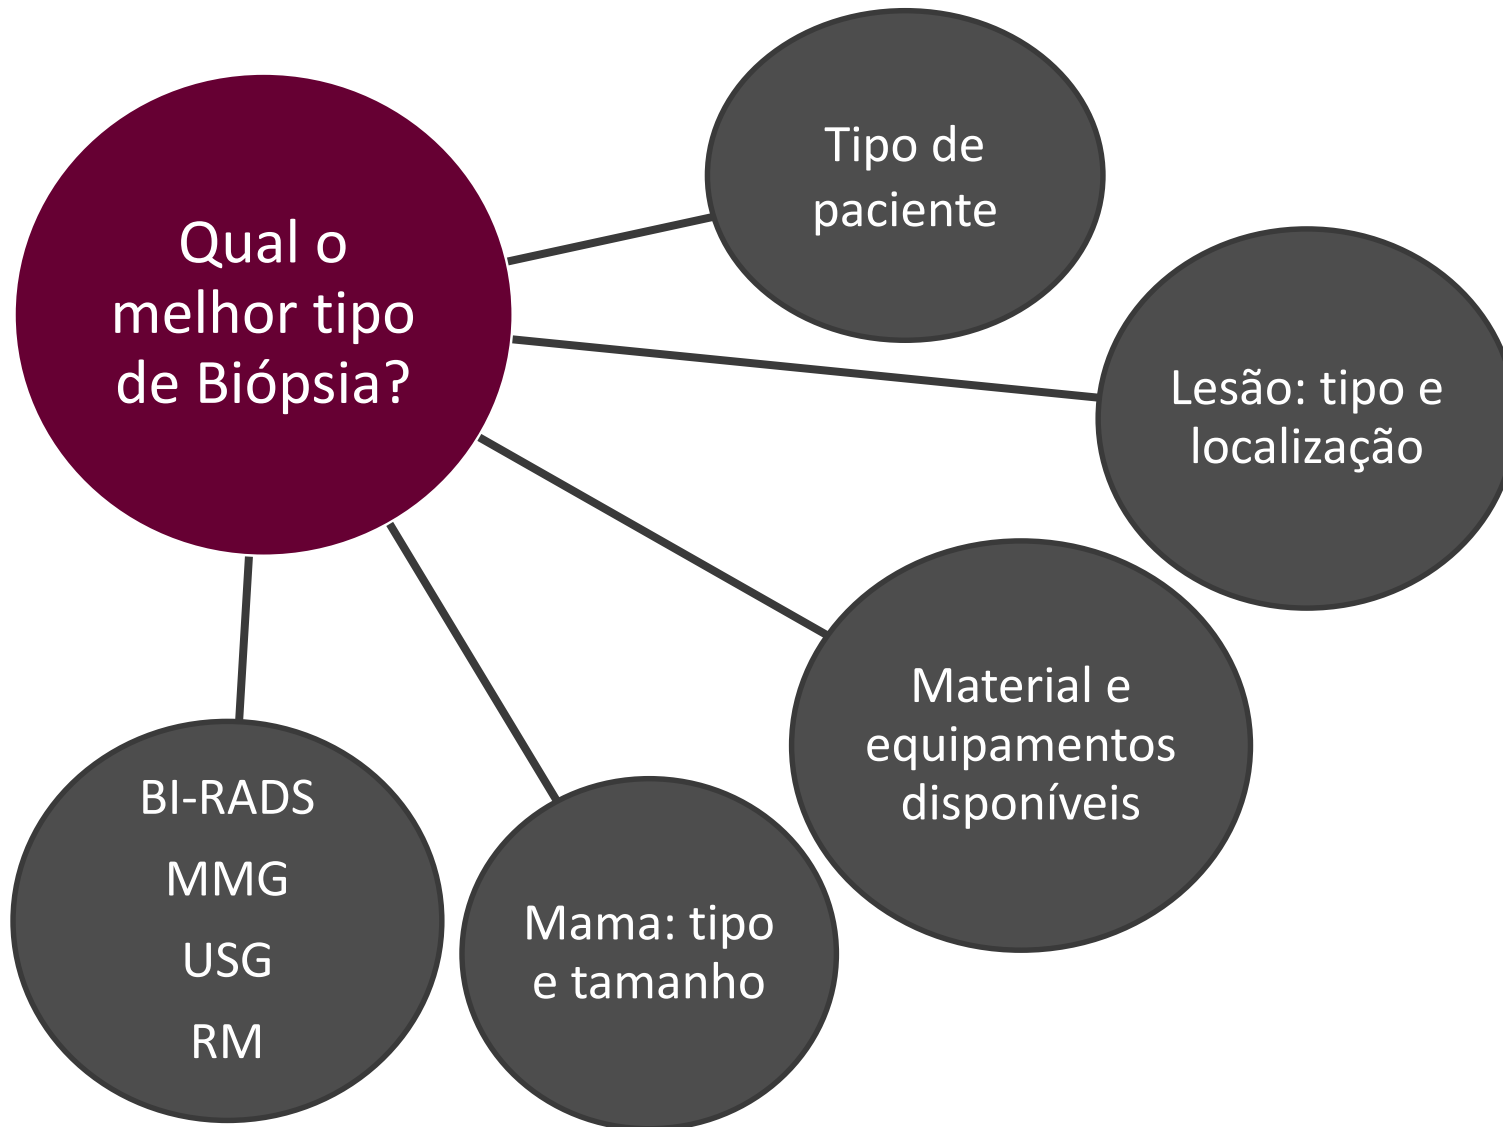 Qual o
melhor tipo
de Biópsia?
Tipo de
paciente
Lesão: tipo e
localização
Material e
equipamentos
disponíveis
Mama: tipo
e tamanho
BI-RADS
MMG
USG
RM